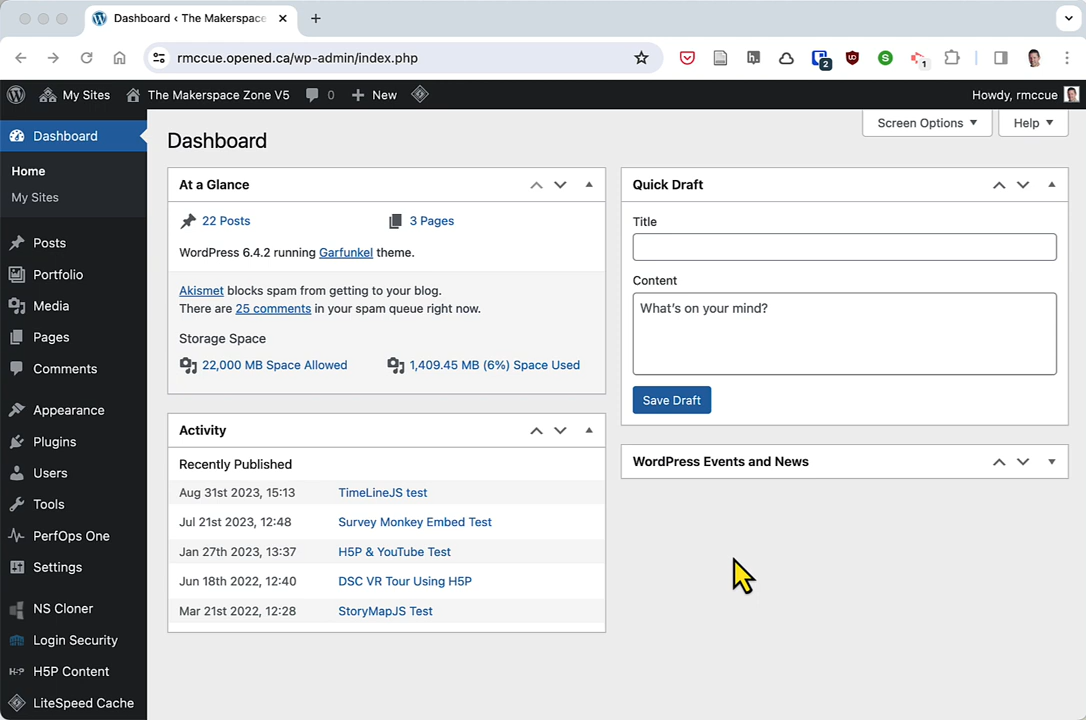 Dashboard ‹ The Makerspace
rmccue.opened.ca/wp-admin/index.php
2
1
My Sites
The Makerspace Zone V5
0
New
Howdy, rmccue
Dashboard
Home
My Sites
Posts
Portfolio
Media
Pages
Comments
Appearance
Plugins
Users
Tools
PerfOps One
Settings
NS Cloner
Login Security
H5P Content
LiteSpeed Cache
Screen Options
Help
Dashboard
At a Glance
22 Posts
3 Pages
WordPress 6.4.2 running Garfunkel theme.
Akismet blocks spam from getting to your blog.
There are 25 comments in your spam queue right now.
Storage Space
22,000 MB Space Allowed
1,409.45 MB (6%) Space Used
Activity
Recently Published
Aug 31st 2023, 15:13 TimeLineJS test
Jul 21st 2023, 12:48 Survey Monkey Embed Test
Jan 27th 2023, 13:37 H5P & YouTube Test
Jun 18th 2022, 12:40 DSC VR Tour Using H5P
Mar 21st 2022, 12:28 StoryMapJS Test
Quick Draft
Title
Content
What's on your mind?
Save Draft
WordPress Events and News